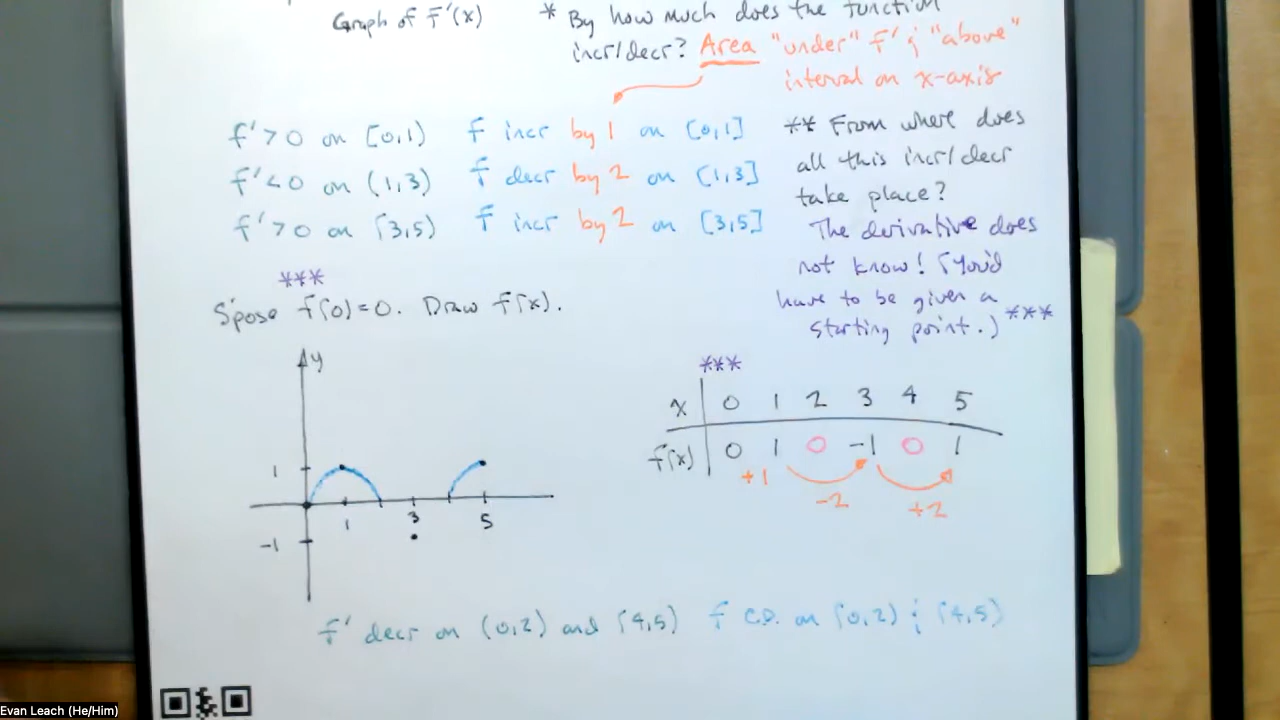 Graph of f'(x)
* By how much does the function
incr/decr? Area "under" f' & "above"
interval on x-axis
f' > 0 on [0,1) f incr by 1 on [0,1]
f' < 0 on (1,3) f decr by 2 on [1,3]
f' > 0 on (3,5) f incr by 2 on [3,5]
** From where does
all this incr/decr
take place?
The derivative does
not know! (You'd
have to be given a
starting point.) ***
***
S'pose f(0)=0. Draw f(x).
y
1
-1
1 3 5
***
x 0 1 2 3 4 5
f(x) 0 1 0 -1 0 1
+1 -2 +2
f' decr on (0,2) and (4,5) f C.D. on (0,2) & (4,5)
Evan Leach (He/Him)